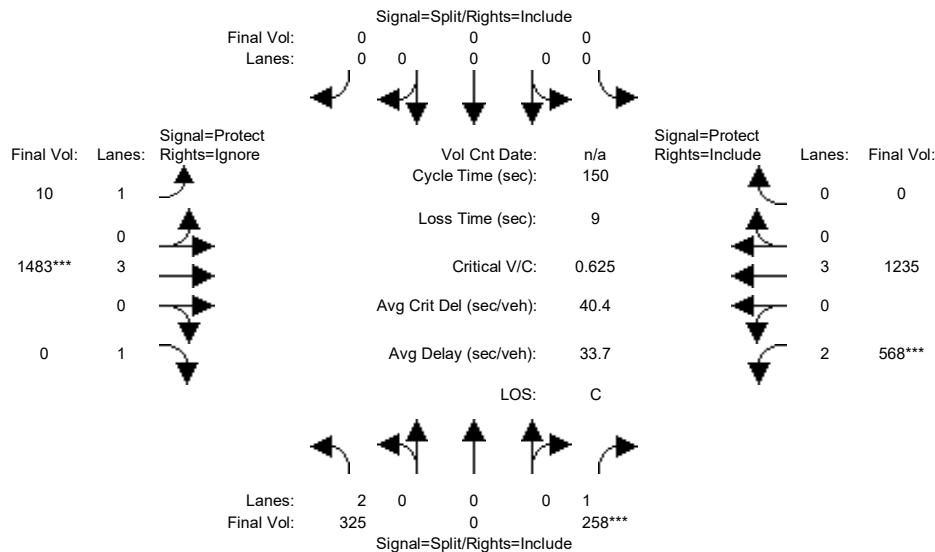 Signal=Split/Rights=Include
Final Vol: 0 0 0
Lanes: 0 0 0 0 0
Signal=Protect Signal=Protect
Final Vol: Lanes: Rights=Ignore Vol Cnt Date: n/a Rights=Include Lanes: Final Vol:
10 1 Cycle Time (sec): 150 0 0
Loss Time (sec): 9
0 0
1483*** 3 Critical V/C: 0.625 3 1235
0 Avg Crit Del (sec/veh): 40.4 0
0 1 Avg Delay (sec/veh): 33.7 2 568***
LOS: C
Lanes: 2 0 0 0 1
Final Vol: 325 0 258***
Signal=Split/Rights=Include